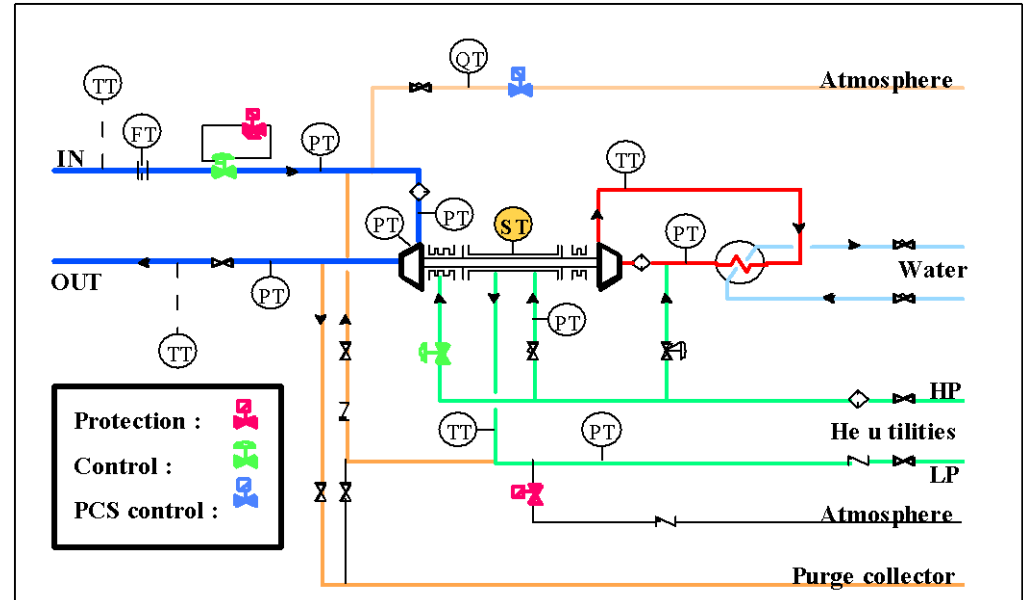 QT
Atmosphere
TT
FT
PT
TT
IN
PT
PT
ST
PT
OUT
PT
Water
PT
TT
HP
Protection :
TT
PT
He u tilities
Control :
LP
PCS control :
Atmosphere
Purge collector